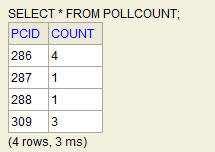 SELECT * FROM POLLCOUNT;
PCID COUNT
286 4
287 1
288 1
309 3
(4 rows, 3 ms)